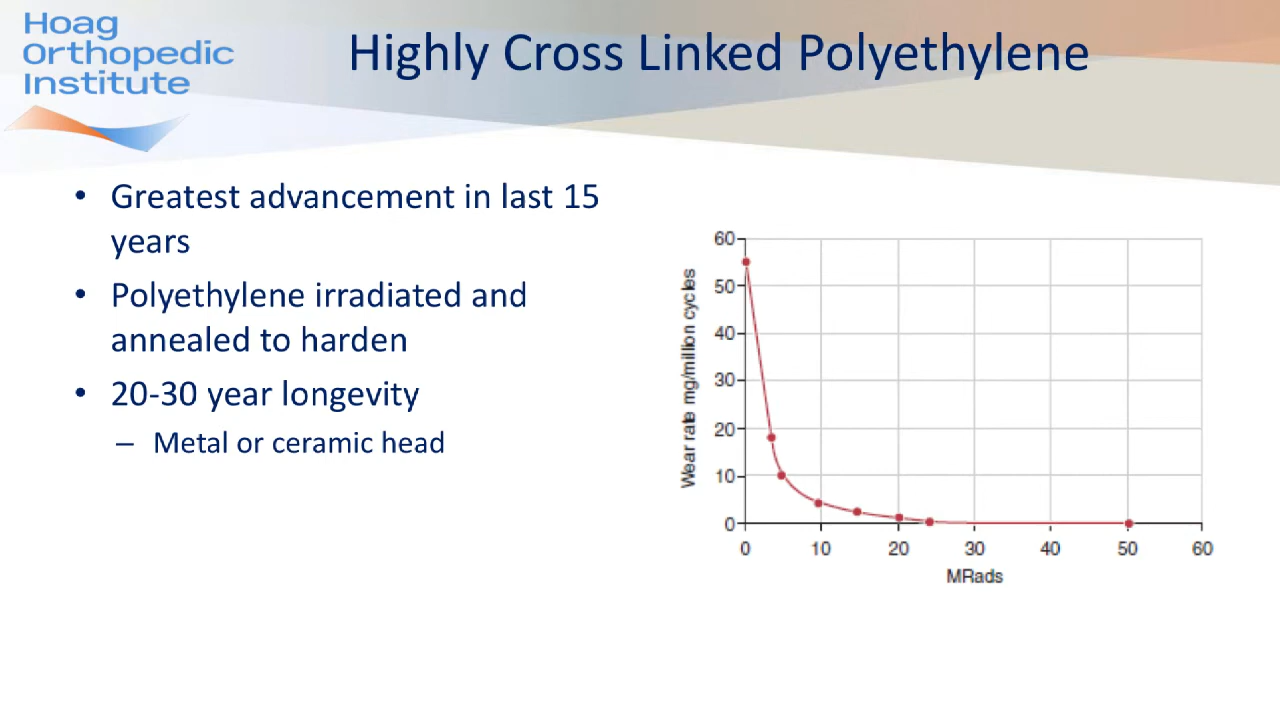 Hoag
Orthopedic
Institute
Highly Cross Linked Polyethylene
• Greatest advancement in last 15
years
• Polyethylene irradiated and
annealed to harden
• 20-30 year longevity
– Metal or ceramic head
Wear rate mg/million cycles
60
50
40
30
20
10
0
0 10 20 30 40 50 60
MRads